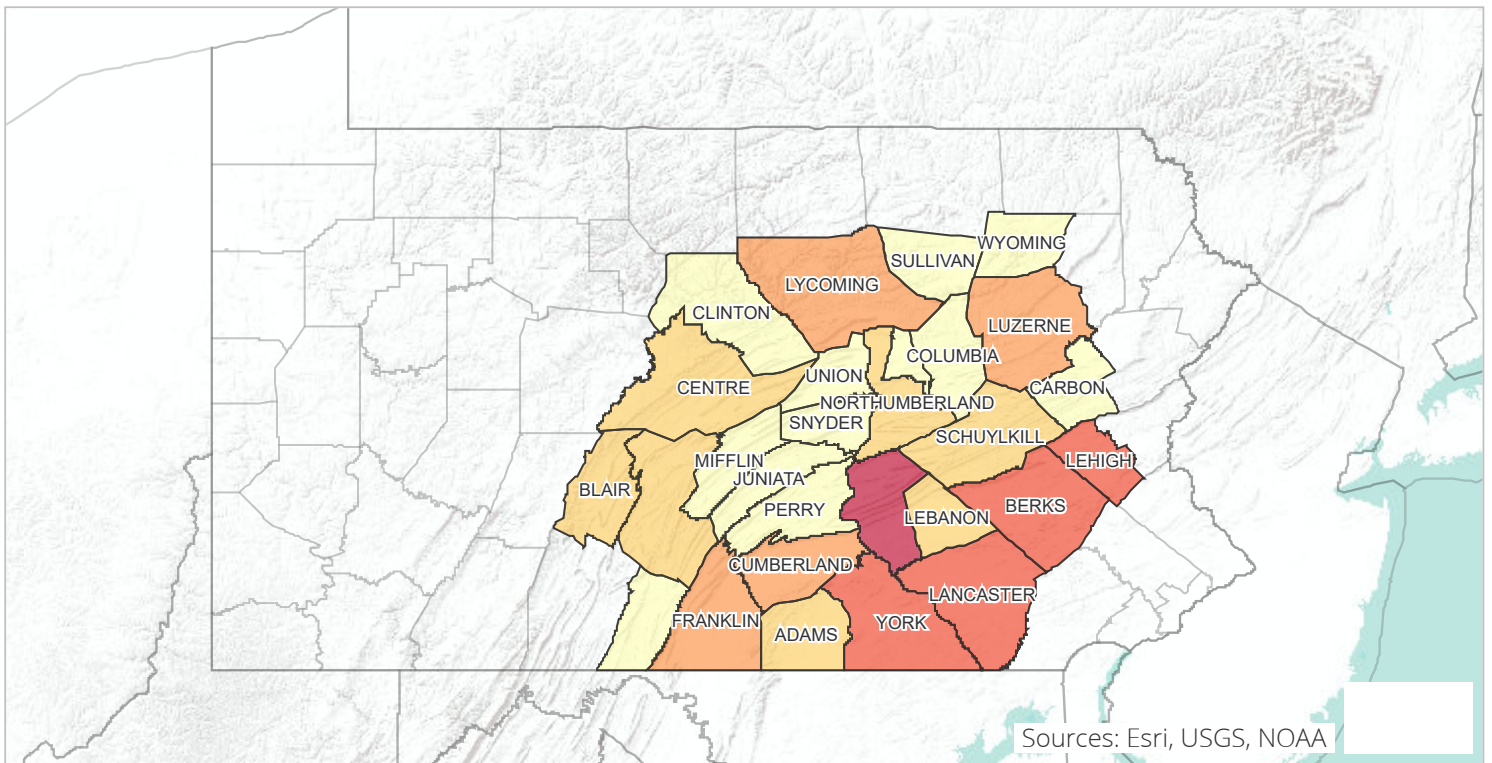 WYOMING
SULLIVAN
LYCOMING
CLINTON
LUZERNE
COLUMBIA
UNION
CENTRE
CARBON
NORTHUMBERLAND
SNYDER
SCHUYLKILL
MIFFLIN
LEHIGH
JUNIATA
BLAIR
PERRY
BERKS
LEBANON
CUMBERLAND
LANCASTER
FRANKLIN
YORK
ADAMS
Sources: Esri, USGS, NOAA